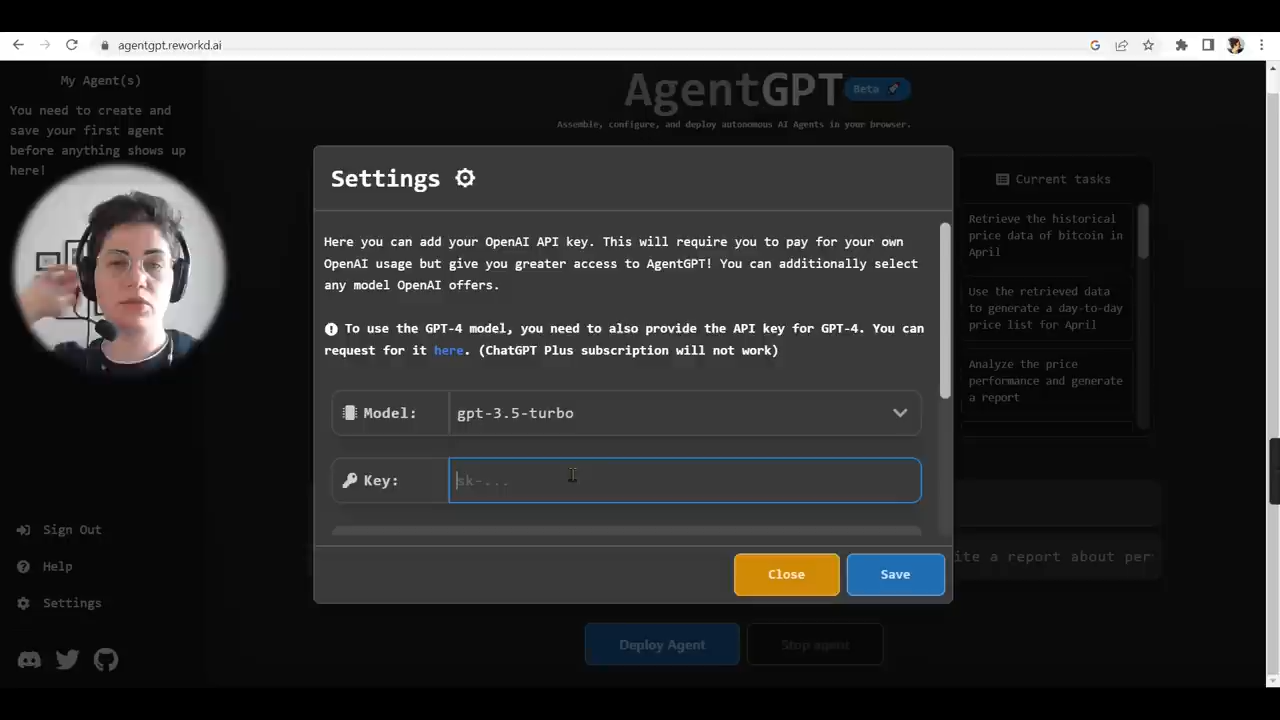 agentgpt.reworkd.ai
My Agent(s)
You need to create and
save your first agent
before anything shows up
here!
AgentGPT
Beta
Assemble, configure, and deploy autonomous AI Agents in your browser.
Settings
Here you can add your OpenAI API key. This will require you to pay for your own
OpenAI usage but give you greater access to AgentGPT! You can additionally select
any model OpenAI offers.
To use the GPT-4 model, you need to also provide the API key for GPT-4. You can
request for it here. (ChatGPT Plus subscription will not work)
Model:
gpt-3.5-turbo
Key:
sk-...
Close
Save
Current tasks
Retrieve the historical
price data of bitcoin in
April
Use the retrieved data
to generate a day-to-day
price list for April
Analyze the price
performance and generate
a report
ite a report about per
Sign Out
Help
Settings
Deploy Agent
Stop agent